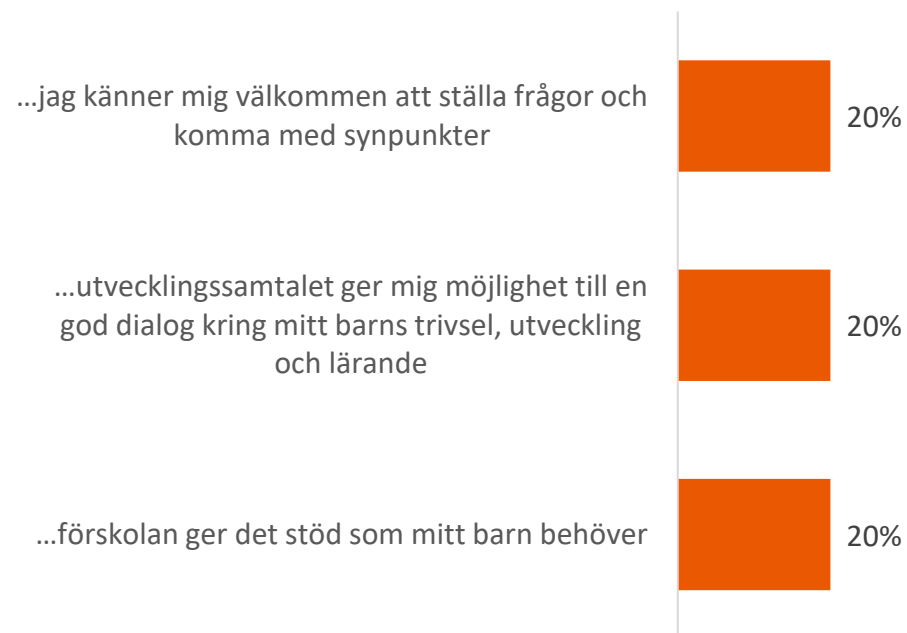 ...jag känner mig välkommen att ställa frågor och
komma med synpunkter
20%
...utvecklingssamtalet ger mig möjlighet till en
god dialog kring mitt barns trivsel, utveckling
och lärande
20%
...förskolan ger det stöd som mitt barn behöver
20%